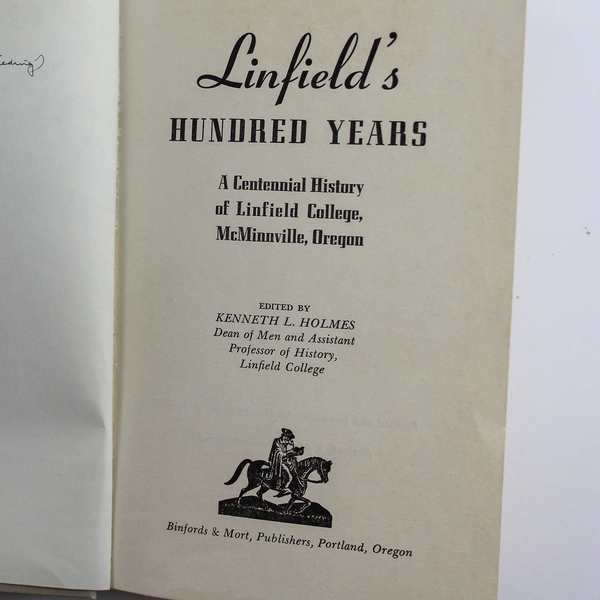 Linfield's
HUNDRED YEARS
A Centennial History
of Linfield College,
McMinnville, Oregon
EDITED BY
KENNETH L. HOLMES
Dean of Men and Assistant
Professor of History,
Linfield College
Binfords & Mort, Publishers, Portland, Oregon